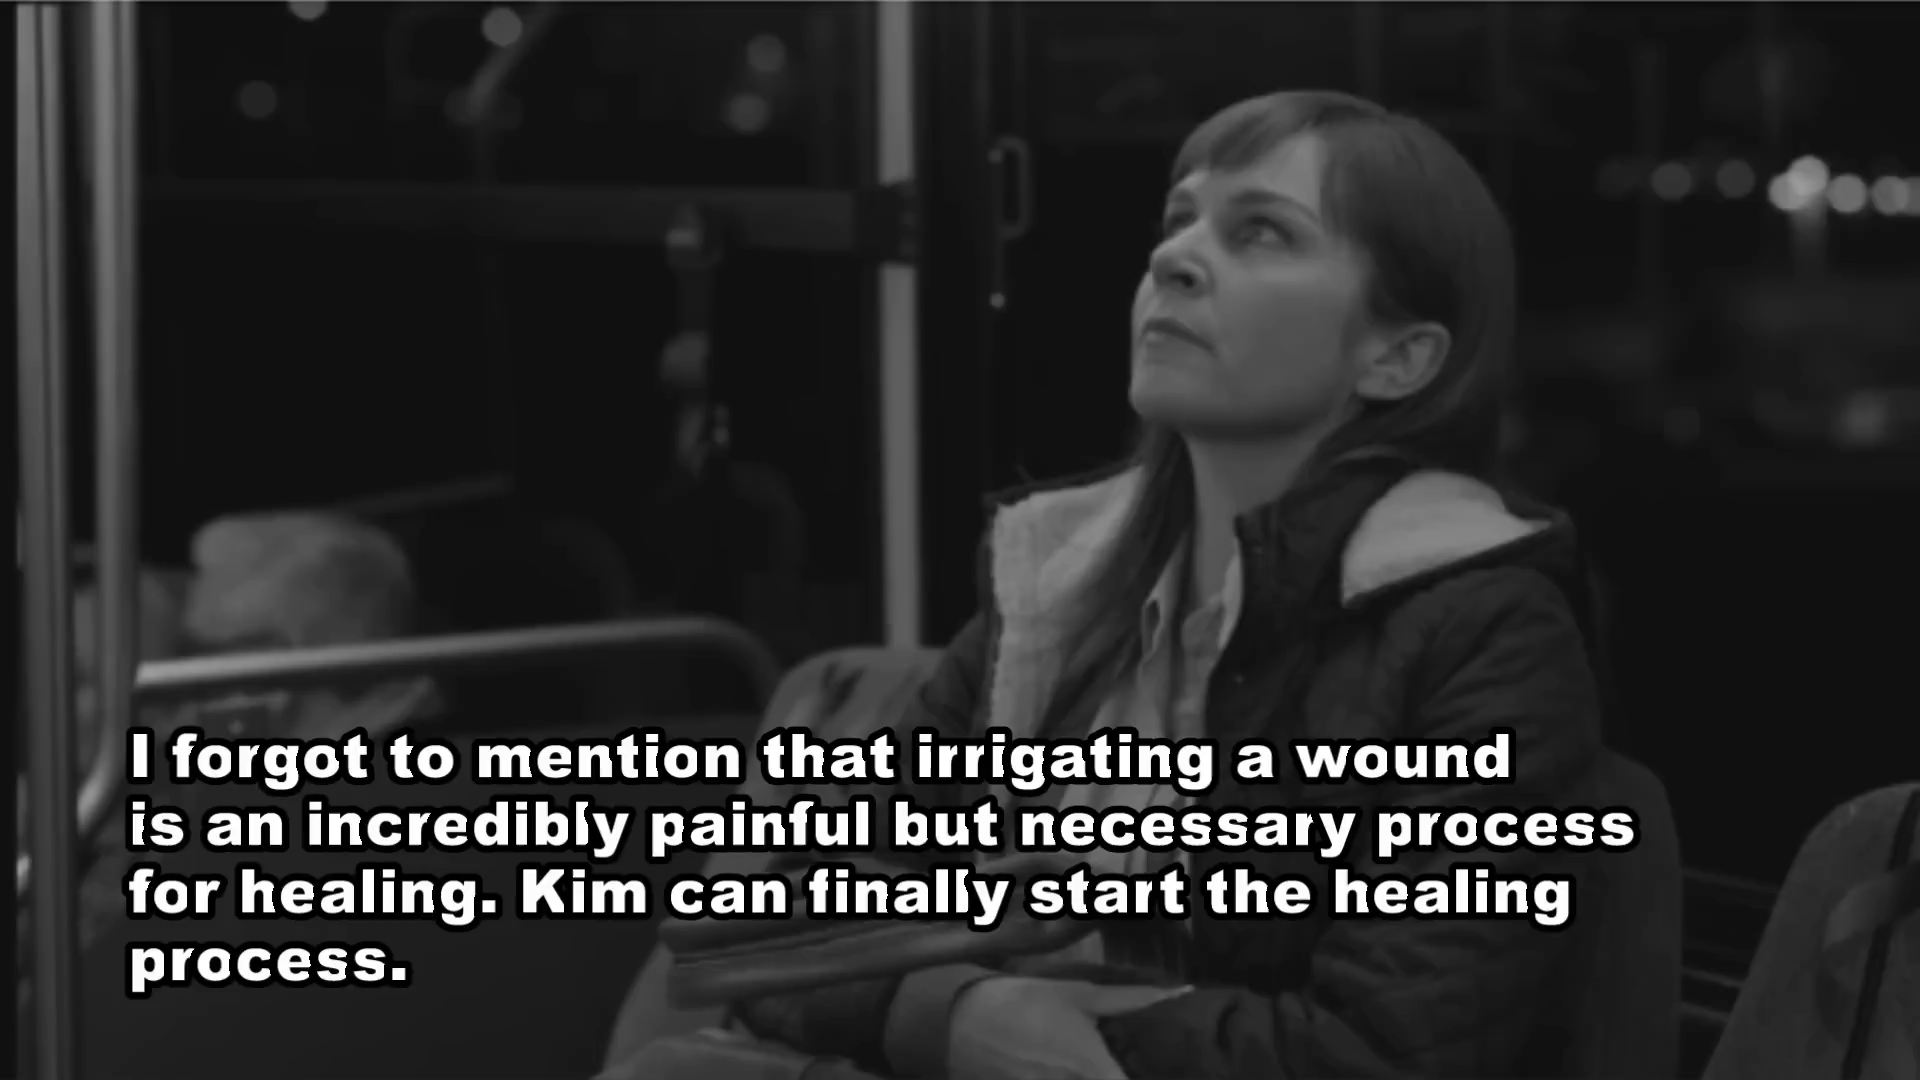 I forgot to mention that irrigating a wound
is an incredibly painful but necessary process
for healing. Kim can finally start the healing
process.